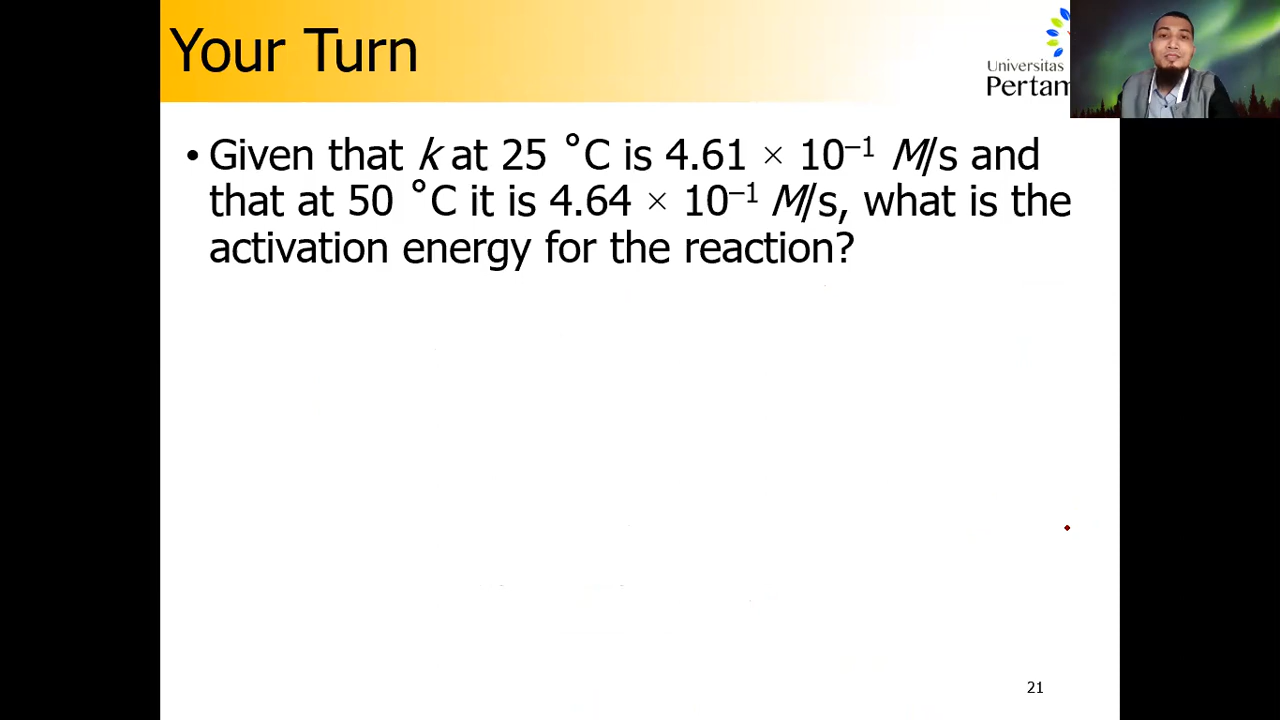 Your Turn
Universitas
Pertam
• Given that k at 25 ˚C is 4.61 × 10⁻¹ M/s and
that at 50 ˚C it is 4.64 × 10⁻¹ M/s, what is the
activation energy for the reaction?
21